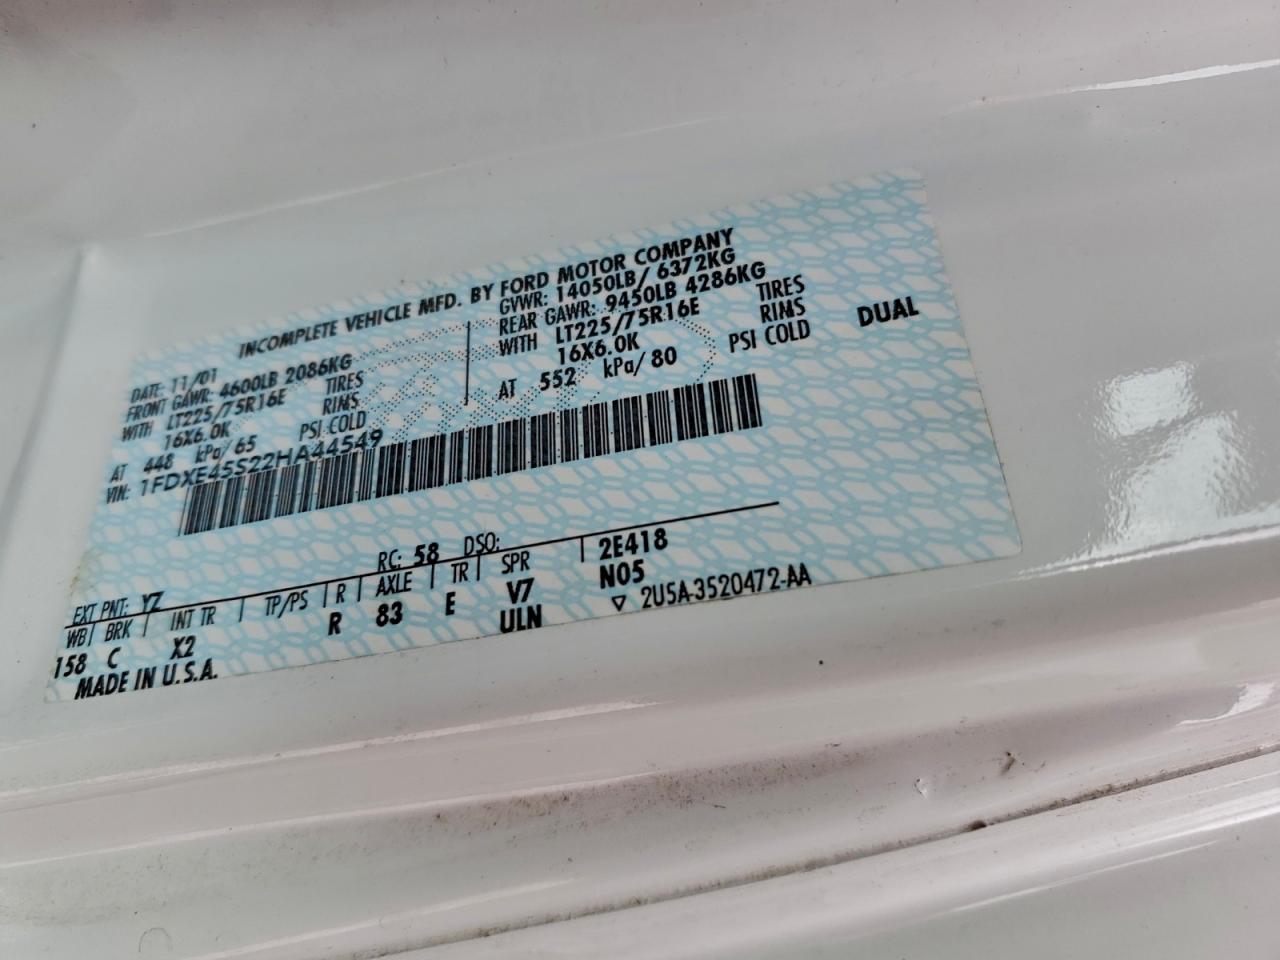 INCOMPLETE VEHICLE MFD. BY FORD MOTOR COMPANY
DATE: 11/01 GVWR: 14050LB/ 6372KG
FRONT GAWR: 4600LB 2086KG REAR GAWR: 9450LB 4286KG
WITH LT225/75R16E TIRES WITH LT225/75R16E TIRES
16X6.0K RIMS 16X6.0K RIMS DUAL
AT 448 kPa/ 65 PSI COLD AT 552 kPa/ 80 PSI COLD
VIN: 1FDXE45S22HA44549
EXT PNT: YZ RC: 58 DSO:
WB BRK INT TR TP/PS R AXLE TR SPR 2E418
158 C X2 R 83 E V7 N05
MADE IN U.S.A. ULN ▽ 2U5A-3520472-AA